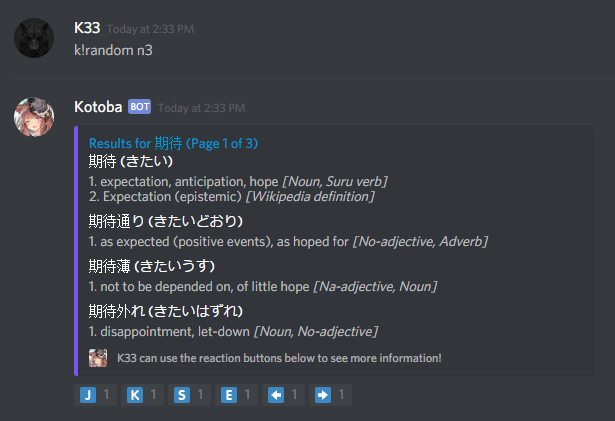 K33 Today at 2:33 PM
k!random n3
Kotoba BOT Today at 2:33 PM
Results for 期待 (Page 1 of 3)
期待 (きたい)
1. expectation, anticipation, hope [Noun, Suru verb]
2. Expectation (epistemic) [Wikipedia definition]
期待通り (きたいどおり)
1. as expected (positive events), as hoped for [No-adjective, Adverb]
期待薄 (きたいうす)
1. not to be depended on, of little hope [Na-adjective, Noun]
期待外れ (きたいはずれ)
1. disappointment, let-down [Noun, No-adjective]
K33 can use the reaction buttons below to see more information!
J 1 K 1 S 1 E 1 ← 1 → 1